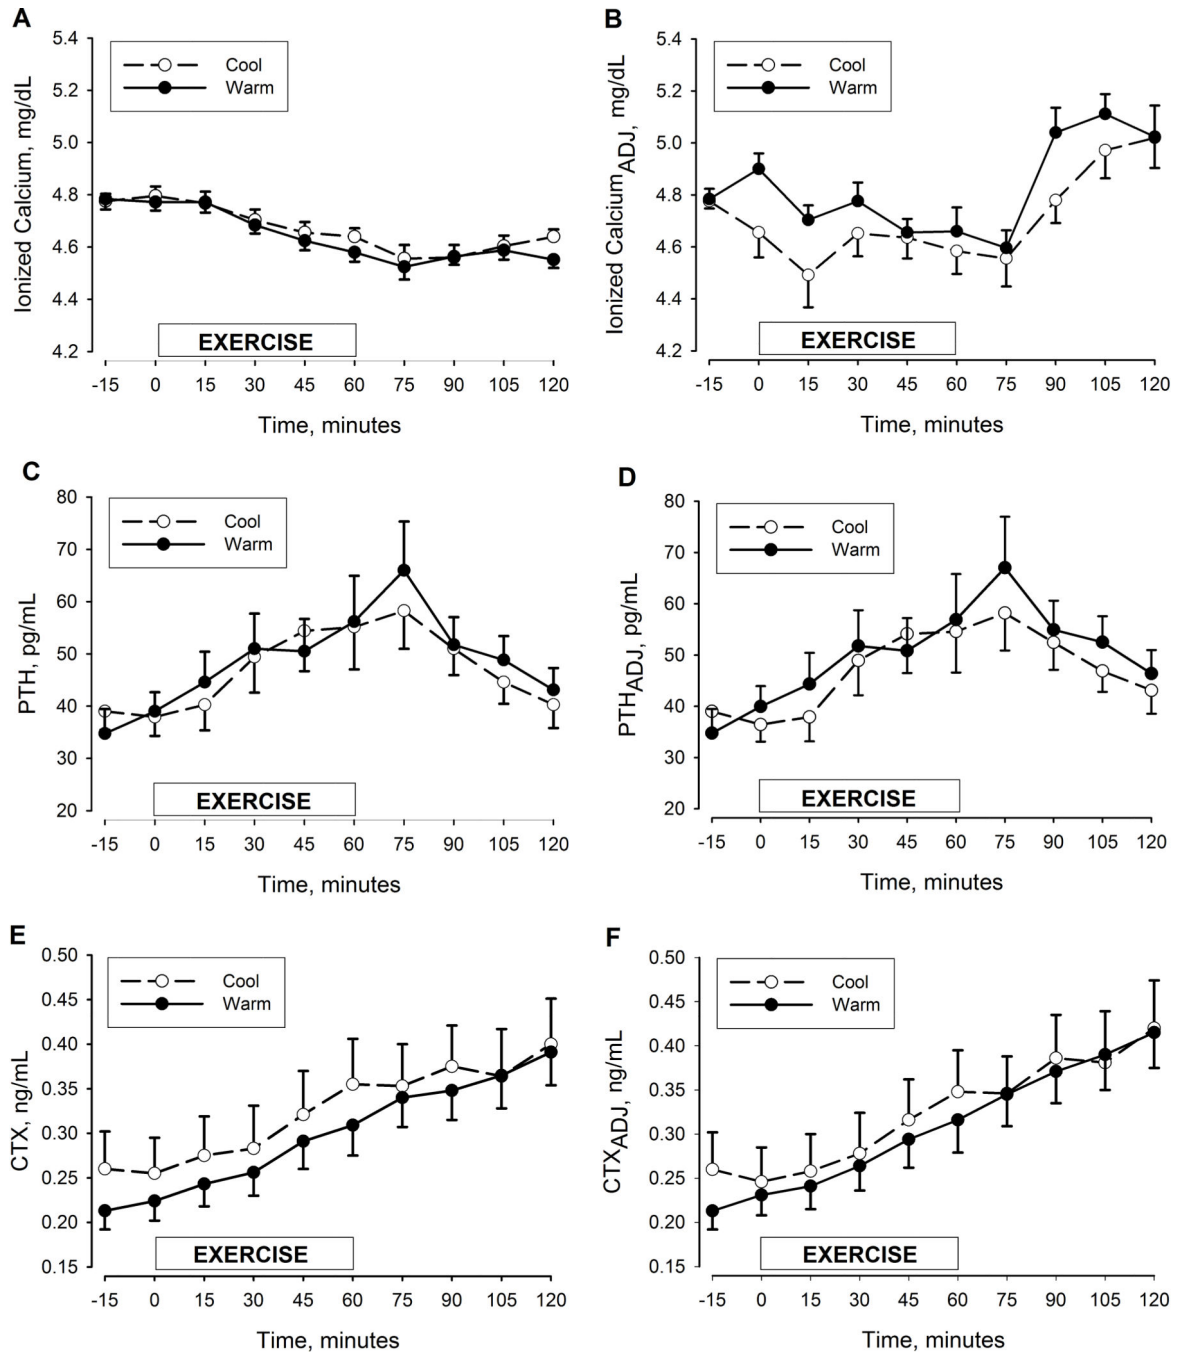 A
Ionized Calcium, mg/dL
5.4
5.2
5.0
4.8
4.6
4.4
4.2
Cool
Warm
EXERCISE
-15 0 15 30 45 60 75 90 105 120
Time, minutes
B
Ionized Calcium ADJ, mg/dL
5.4
5.2
5.0
4.8
4.6
4.4
4.2
Cool
Warm
EXERCISE
-15 0 15 30 45 60 75 90 105 120
Time, minutes
C
PTH, pg/mL
80
70
60
50
40
30
20
Cool
Warm
EXERCISE
-15 0 15 30 45 60 75 90 105 120
Time, minutes
D
PTH ADJ, pg/mL
80
70
60
50
40
30
20
Cool
Warm
EXERCISE
-15 0 15 30 45 60 75 90 105 120
Time, minutes
E
CTX, ng/mL
0.50
0.45
0.40
0.35
0.30
0.25
0.20
0.15
Cool
Warm
EXERCISE
-15 0 15 30 45 60 75 90 105 120
Time, minutes
F
CTX ADJ, ng/mL
0.50
0.45
0.40
0.35
0.30
0.25
0.20
0.15
Cool
Warm
EXERCISE
-15 0 15 30 45 60 75 90 105 120
Time, minutes